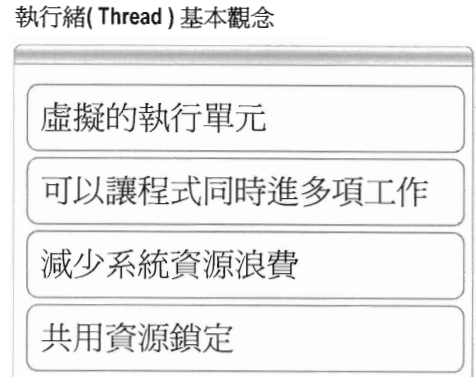 執行緒( Thread ) 基本觀念
虛擬的執行單元
可以讓程式同時進多項工作
減少系統資源浪費
共用資源鎖定